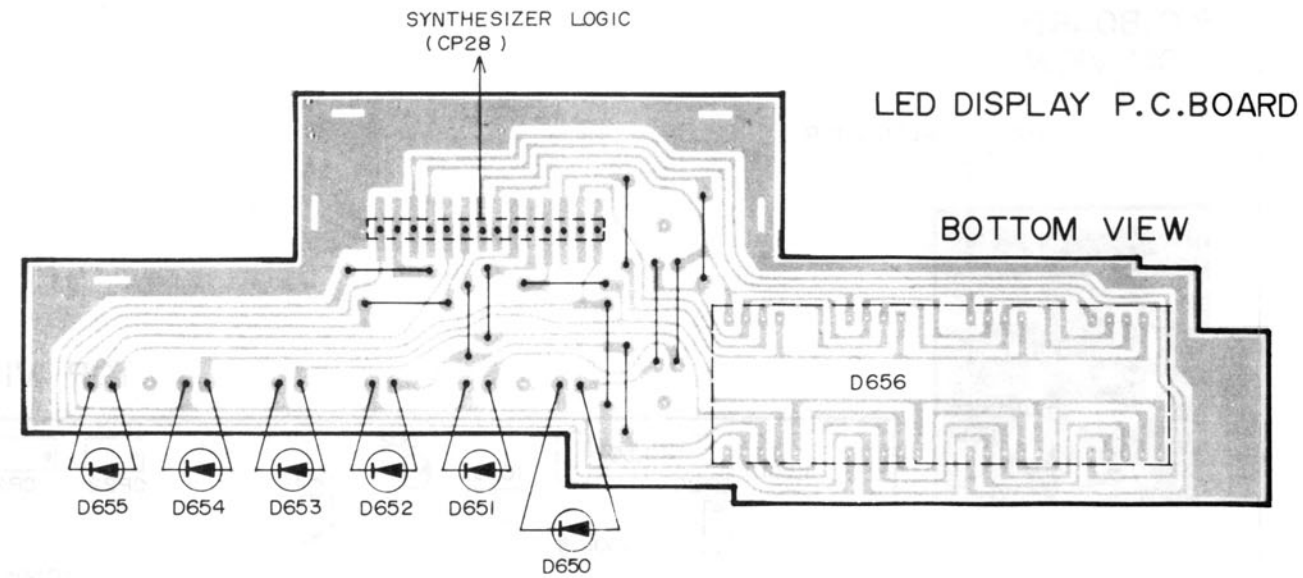 SYNTHESIZER LOGIC
(CP28)
LED DISPLAY P.C.BOARD
BOTTOM VIEW
D656
D655
D654
D653
D652
D651
D650